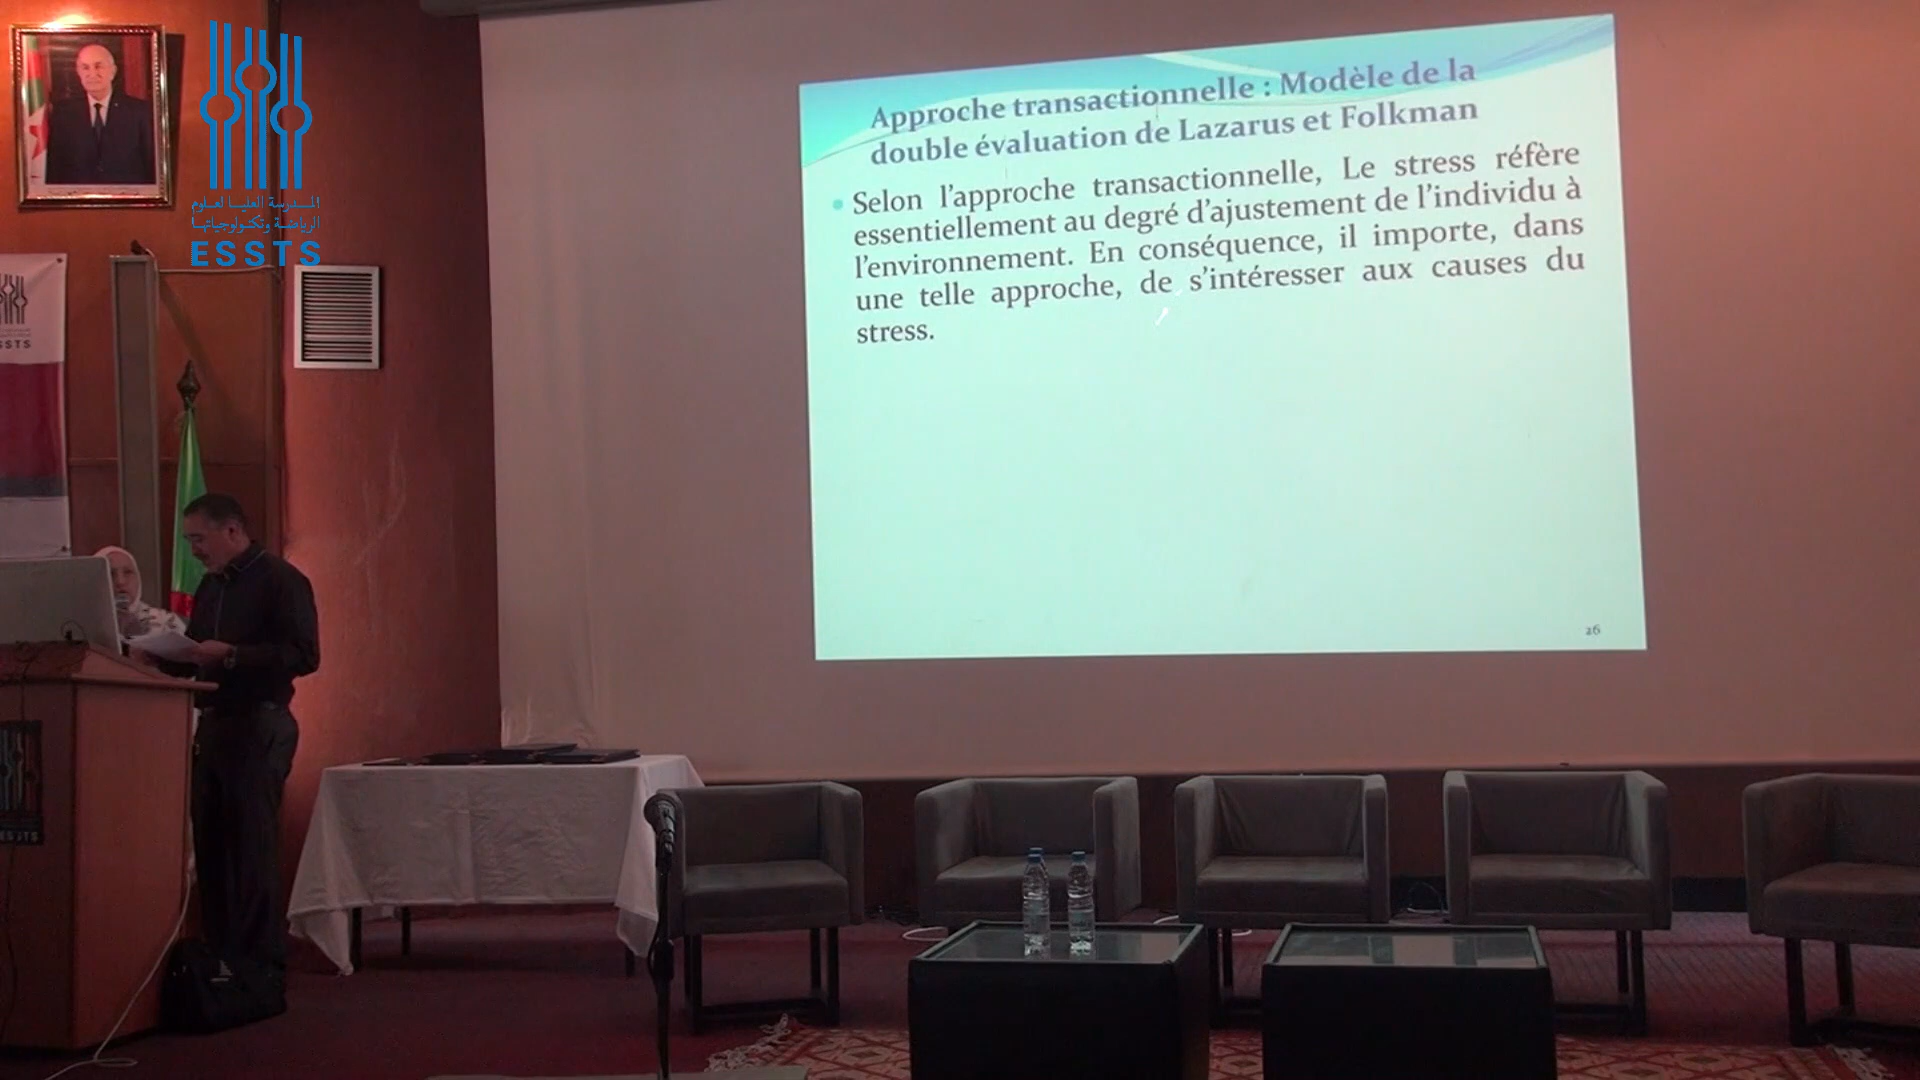 المدرسة العليا لعلوم
الرياضة وتكنولوجياتها
ESSTS
Approche transactionnelle : Modèle de la
double évaluation de Lazarus et Folkman
Selon l'approche transactionnelle, Le stress réfère
essentiellement au degré d'ajustement de l'individu à
l'environnement. En conséquence, il importe, dans
une telle approche, de s'intéresser aux causes du
stress.
26
ESSTS